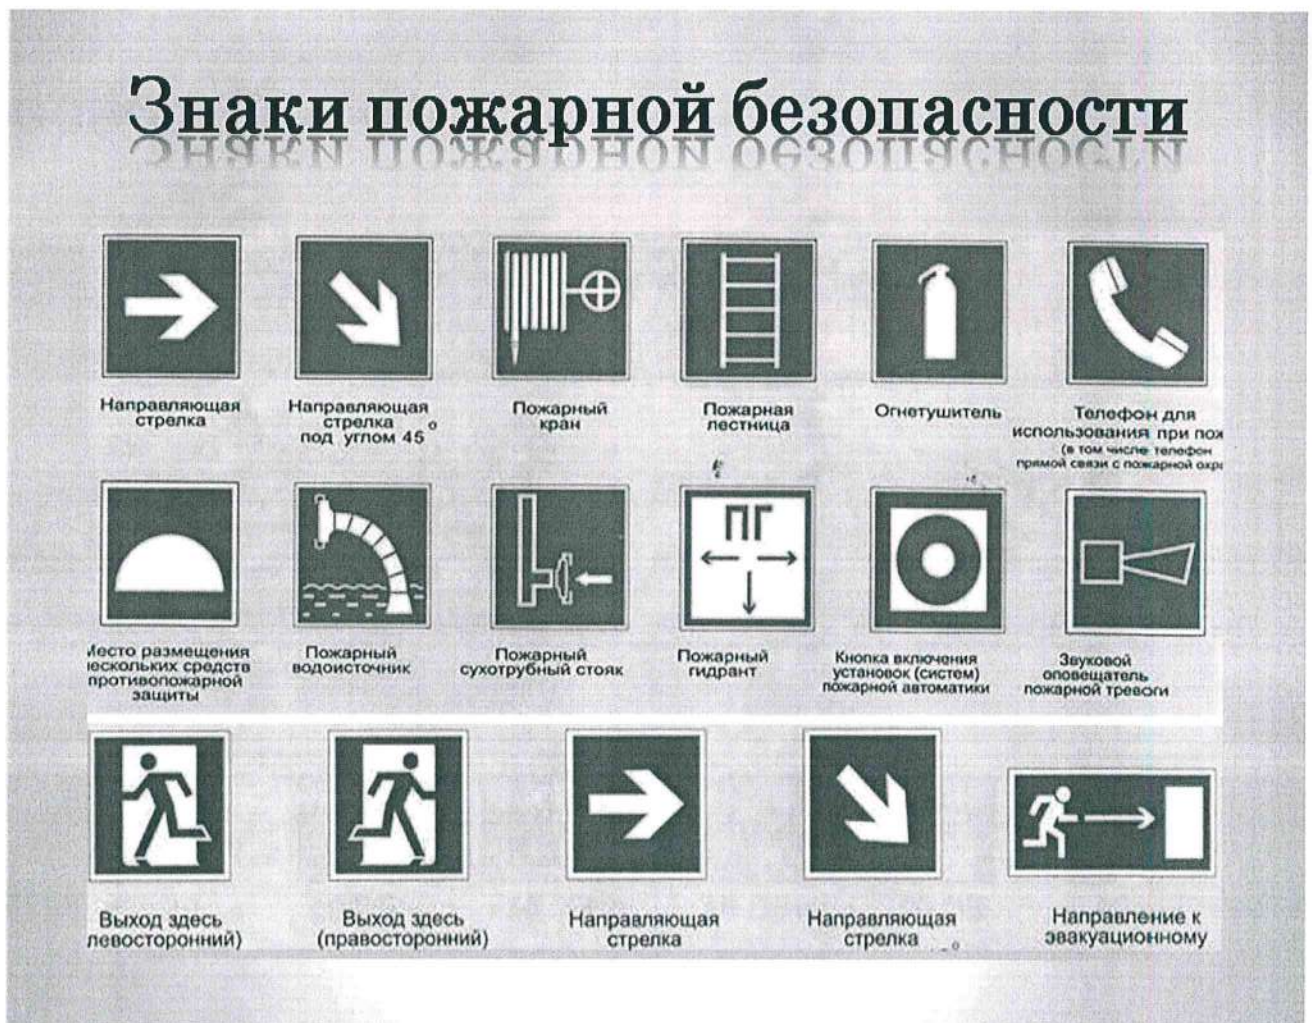 Знаки пожарной безопасности
Направляющая
стрелка
Направляющая
стрелка
под углом 45°
Пожарный
кран
Пожарная
лестница
Огнетушитель
Телефон для
использования при пож
(в том числе телефон
прямой связи с пожарной охра
Место размещения
нескольких средств
противопожарной
защиты
Пожарный
водоисточник
Пожарный
сухотрубный стояк
ПГ
Пожарный
гидрант
Кнопка включения
установок (систем)
пожарной автоматики
Звуковой
оповещатель
пожарной тревоги
Выход здесь
левосторонний)
Выход здесь
(правосторонний)
Направляющая
стрелка
Направляющая
стрелка
Направление к
эвакуационному